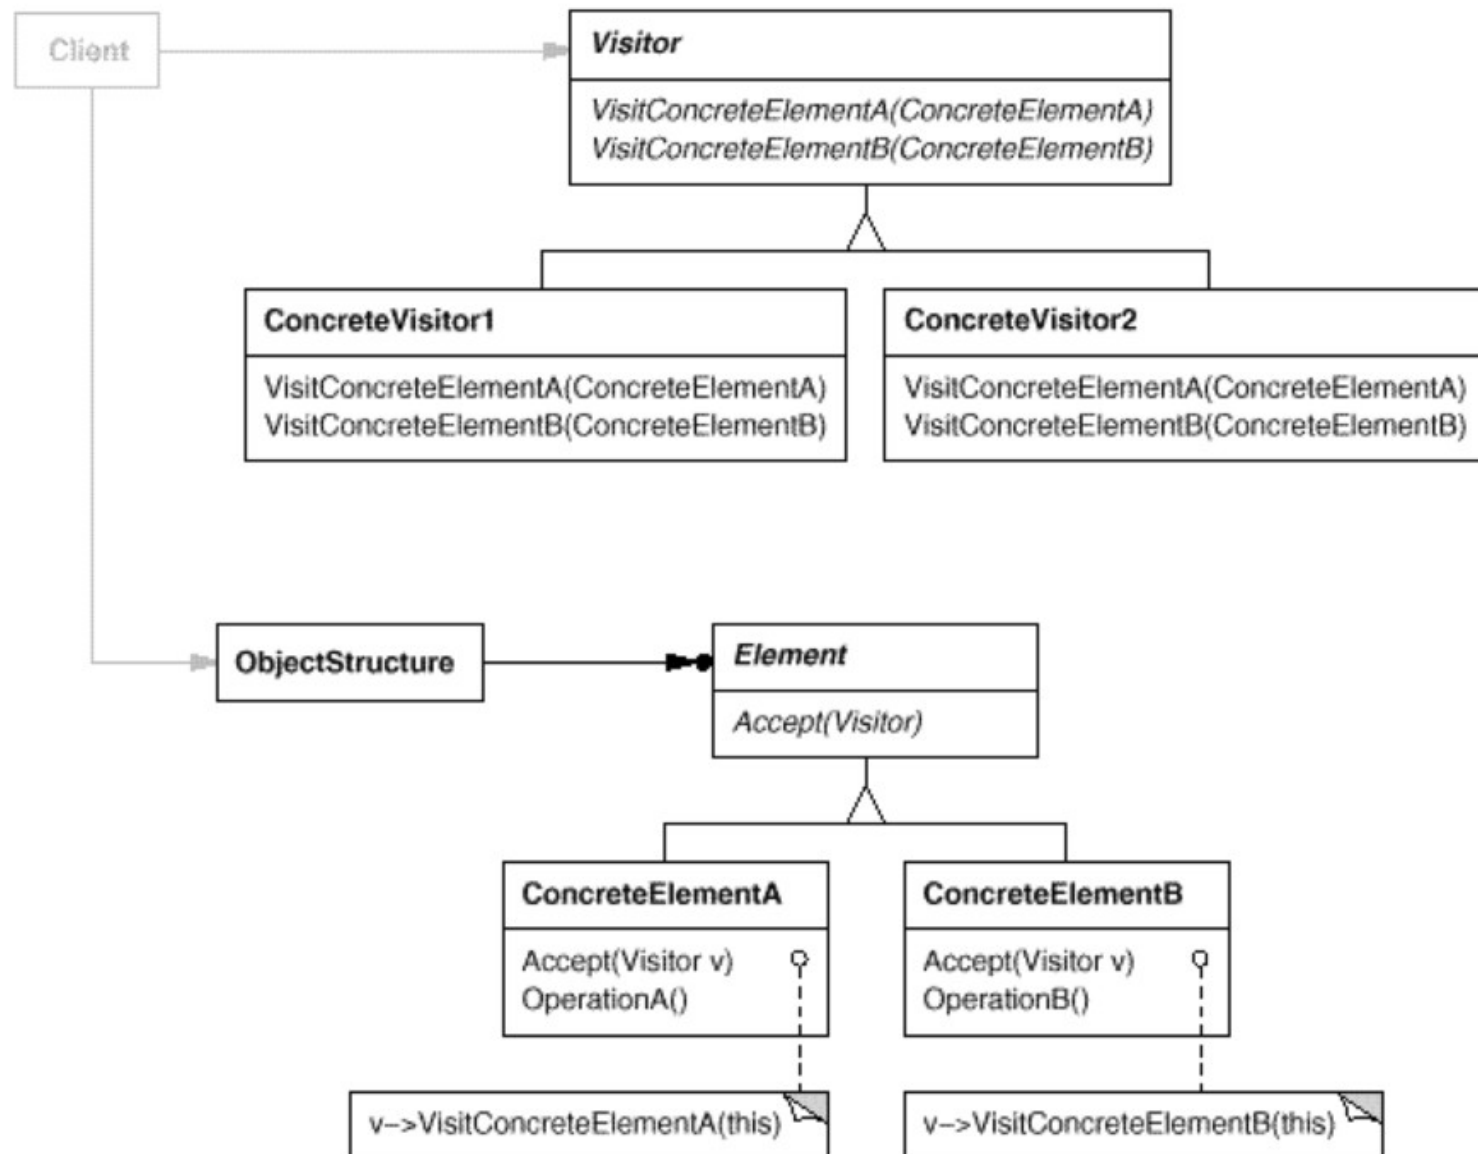 Client
Visitor
VisitConcreteElementA(ConcreteElementA)
VisitConcreteElementB(ConcreteElementB)
ConcreteVisitor1
VisitConcreteElementA(ConcreteElementA)
VisitConcreteElementB(ConcreteElementB)
ConcreteVisitor2
VisitConcreteElementA(ConcreteElementA)
VisitConcreteElementB(ConcreteElementB)
ObjectStructure
Element
Accept(Visitor)
ConcreteElementA
Accept(Visitor v)
OperationA()
ConcreteElementB
Accept(Visitor v)
OperationB()
v–>VisitConcreteElementA(this)
v–>VisitConcreteElementB(this)